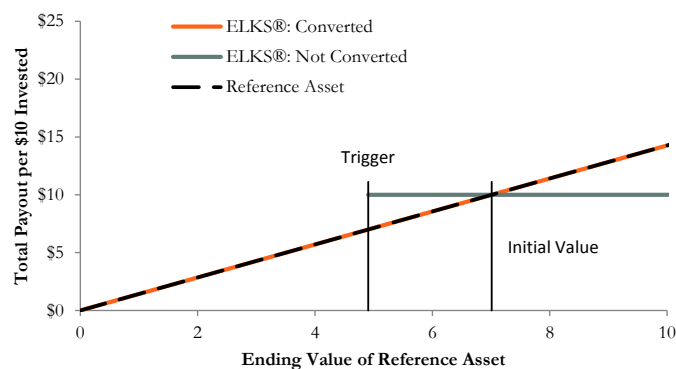 $25
$20
$15
$10
$5
$0
Total Payout per $10 Invested
ELKS®: Converted
ELKS®: Not Converted
Reference Asset
Trigger
Initial Value
0 2 4 6 8 10
Ending Value of Reference Asset